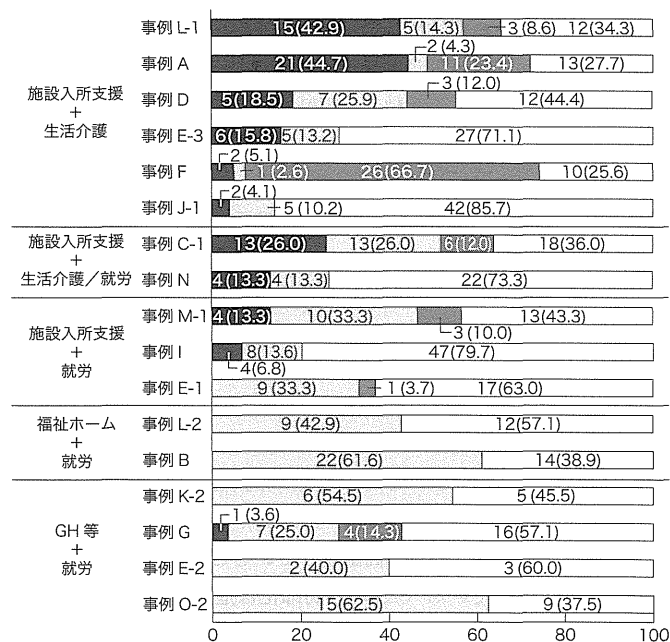 事例 L-1 15(42.9) 5(14.3) 3(8.6) 12(34.3)
2(4.3)
事例 A 21(44.7) 11(23.4) 13(27.7)
3(12.0)
施設入所支援
+
生活介護
事例 D 5(18.5) 7(25.9) 12(44.4)
事例 E-3 6(15.8) 5(13.2) 27(71.1)
2(5.1)
事例 F 1(2.6) 26(66.7) 10(25.6)
2(4.1)
事例 J-1 5(10.2) 42(85.7)
施設入所支援
+
生活介護/就労
事例 C-1 13(26.0) 13(26.0) 6(12.0) 18(36.0)
事例 N 4(13.3) 4(13.3) 22(73.3)
施設入所支援
+
就労
事例 M-1 4(13.3) 10(33.3) 13(43.3)
3(10.0)
事例 I 8(13.6) 47(79.7)
4(6.8)
事例 E-1 9(33.3) 1(3.7) 17(63.0)
福祉ホーム
+
就労
事例 L-2 9(42.9) 12(57.1)
事例 B 22(61.6) 14(38.9)
GH 等
+
就労
事例 K-2 6(54.5) 5(45.5)
1(3.6)
事例 G 7(25.0) 4(14.3) 16(57.1)
事例 E-2 2(40.0) 3(60.0)
事例 O-2 15(62.5) 9(37.5)
0 20 40 60 80 100